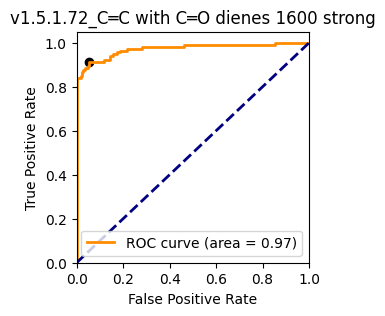 v1.5.1.72_C=C with C=O dienes 1600 strong
1.0
0.8
0.6
0.4
0.2
0.0
True Positive Rate
ROC curve (area = 0.97)
0.0 0.2 0.4 0.6 0.8 1.0
False Positive Rate